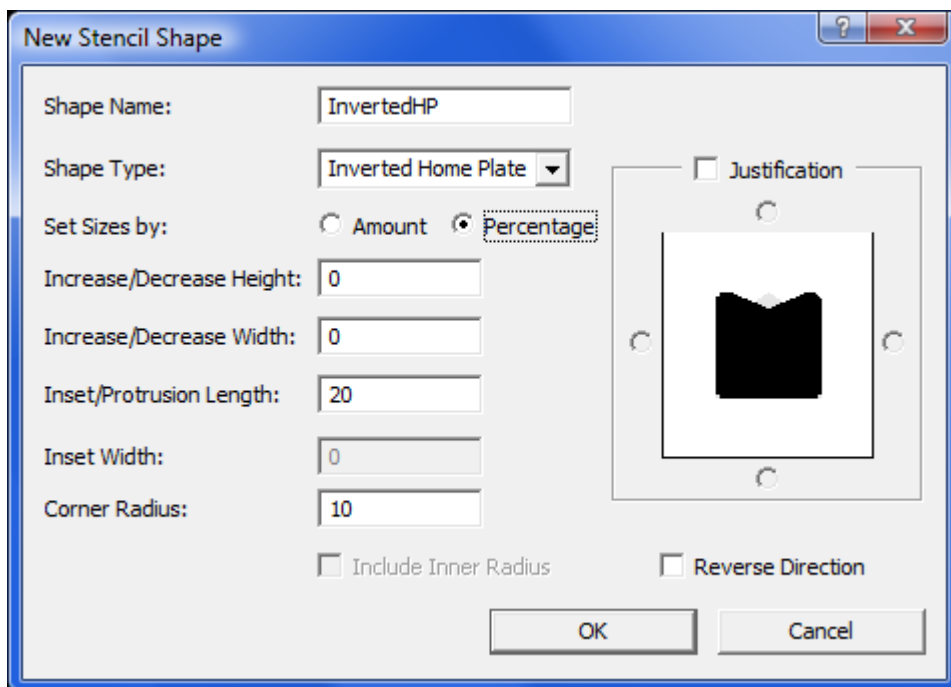 New Stencil Shape
Shape Name: InvertedHP
Shape Type: Inverted Home Plate
Justification
Set Sizes by: Amount Percentage
Increase/Decrease Height: 0
Increase/Decrease Width: 0
Inset/Protrusion Length: 20
Inset Width: 0
Corner Radius: 10
Include Inner Radius
Reverse Direction
OK Cancel